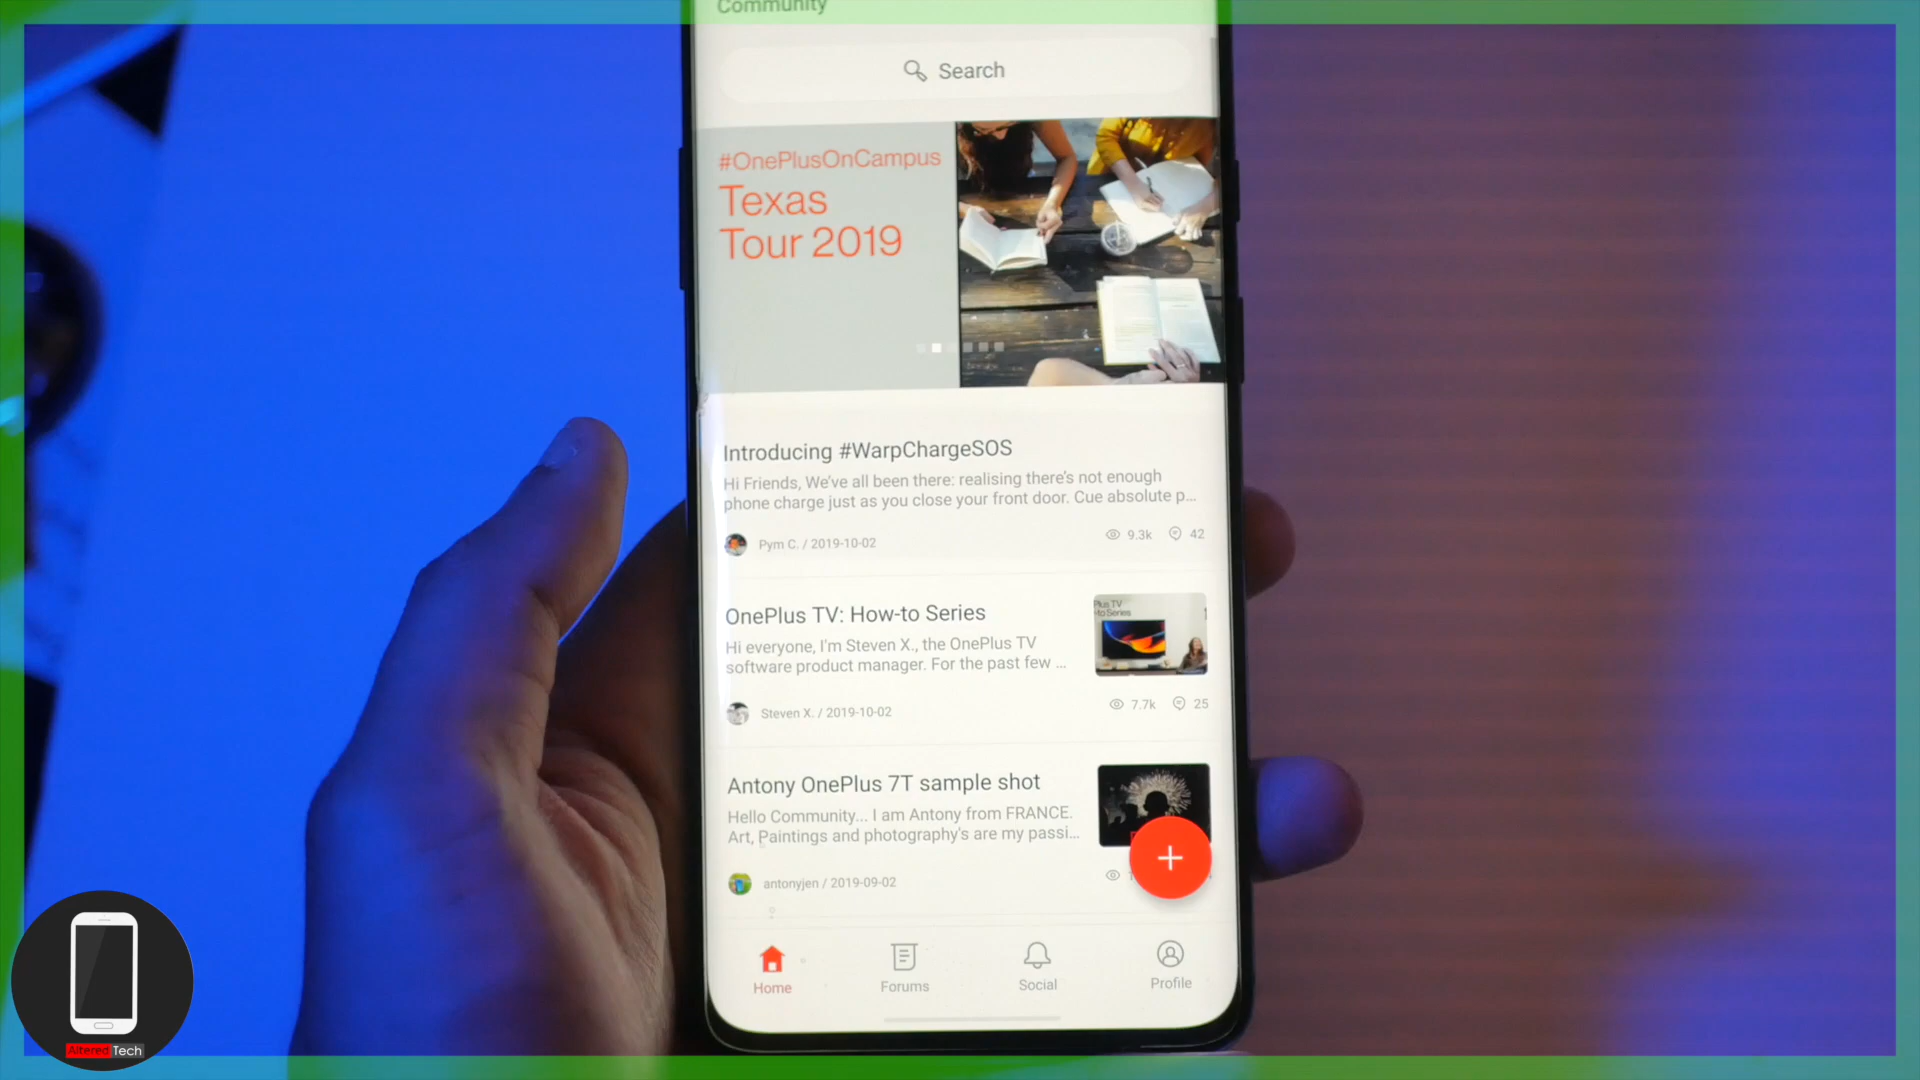 Community
Search
#OnePlusOnCampus
Texas
Tour 2019
Introducing #WarpChargeSOS
Hi Friends, We've all been there: realising there's not enough
phone charge just as you close your front door. Cue absolute p...
Pym C. / 2019-10-02
9.3k
42
OnePlus TV: How-to Series
Plus TV
-to Series
Hi everyone, I'm Steven X., the OnePlus TV
software product manager. For the past few ...
Steven X. / 2019-10-02
7.7k
25
Antony OnePlus 7T sample shot
Hello Community... I am Antony from FRANCE.
Art, Paintings and photography's are my passi...
antonyjen / 2019-09-02
Home
Forums
Social
Profile
Altered Tech